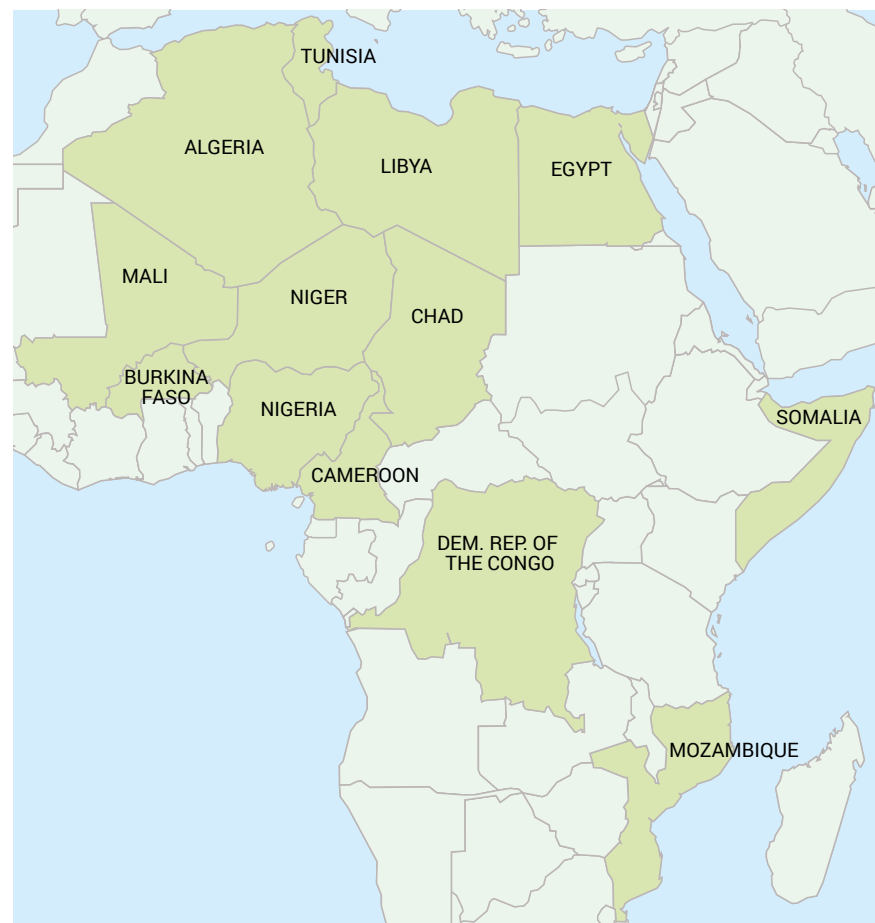 TUNISIA
ALGERIA
LIBYA
EGYPT
MALI
NIGER
CHAD
BURKINA
FASO
NIGERIA
SOMALIA
CAMEROON
DEM. REP. OF
THE CONGO
MOZAMBIQUE